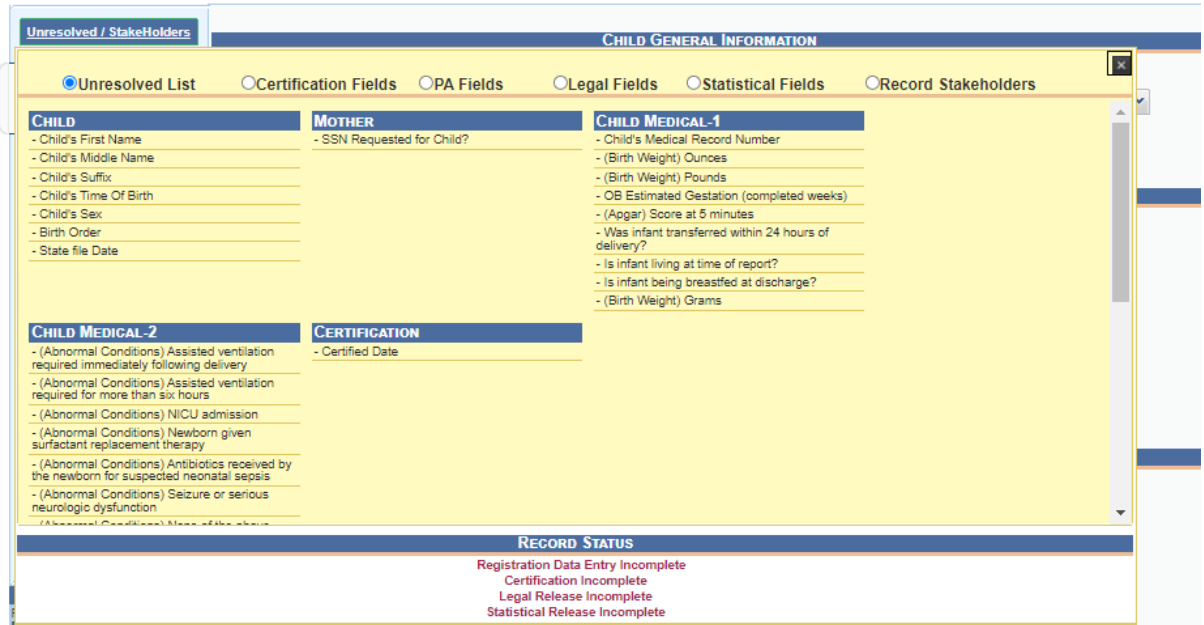 Unresolved / StakeHolders
CHILD GENERAL INFORMATION
Unresolved List
Certification Fields
PA Fields
Legal Fields
Statistical Fields
Record Stakeholders
CHILD
- Child's First Name
- Child's Middle Name
- Child's Suffix
- Child's Time Of Birth
- Child's Sex
- Birth Order
- State file Date
MOTHER
- SSN Requested for Child?
CHILD MEDICAL-1
- Child's Medical Record Number
- (Birth Weight) Ounces
- (Birth Weight) Pounds
- OB Estimated Gestation (completed weeks)
- (Apgar) Score at 5 minutes
- Was infant transferred within 24 hours of
delivery?
- Is infant living at time of report?
- Is infant being breastfed at discharge?
- (Birth Weight) Grams
CHILD MEDICAL-2
- (Abnormal Conditions) Assisted ventilation
required immediately following delivery
- (Abnormal Conditions) Assisted ventilation
required for more than six hours
- (Abnormal Conditions) NICU admission
- (Abnormal Conditions) Newborn given
surfactant replacement therapy
- (Abnormal Conditions) Antibiotics received by
the newborn for suspected neonatal sepsis
- (Abnormal Conditions) Seizure or serious
neurologic dysfunction
- (Abnormal Conditions) None of the above
CERTIFICATION
- Certified Date
RECORD STATUS
Registration Data Entry Incomplete
Certification Incomplete
Legal Release Incomplete
Statistical Release Incomplete